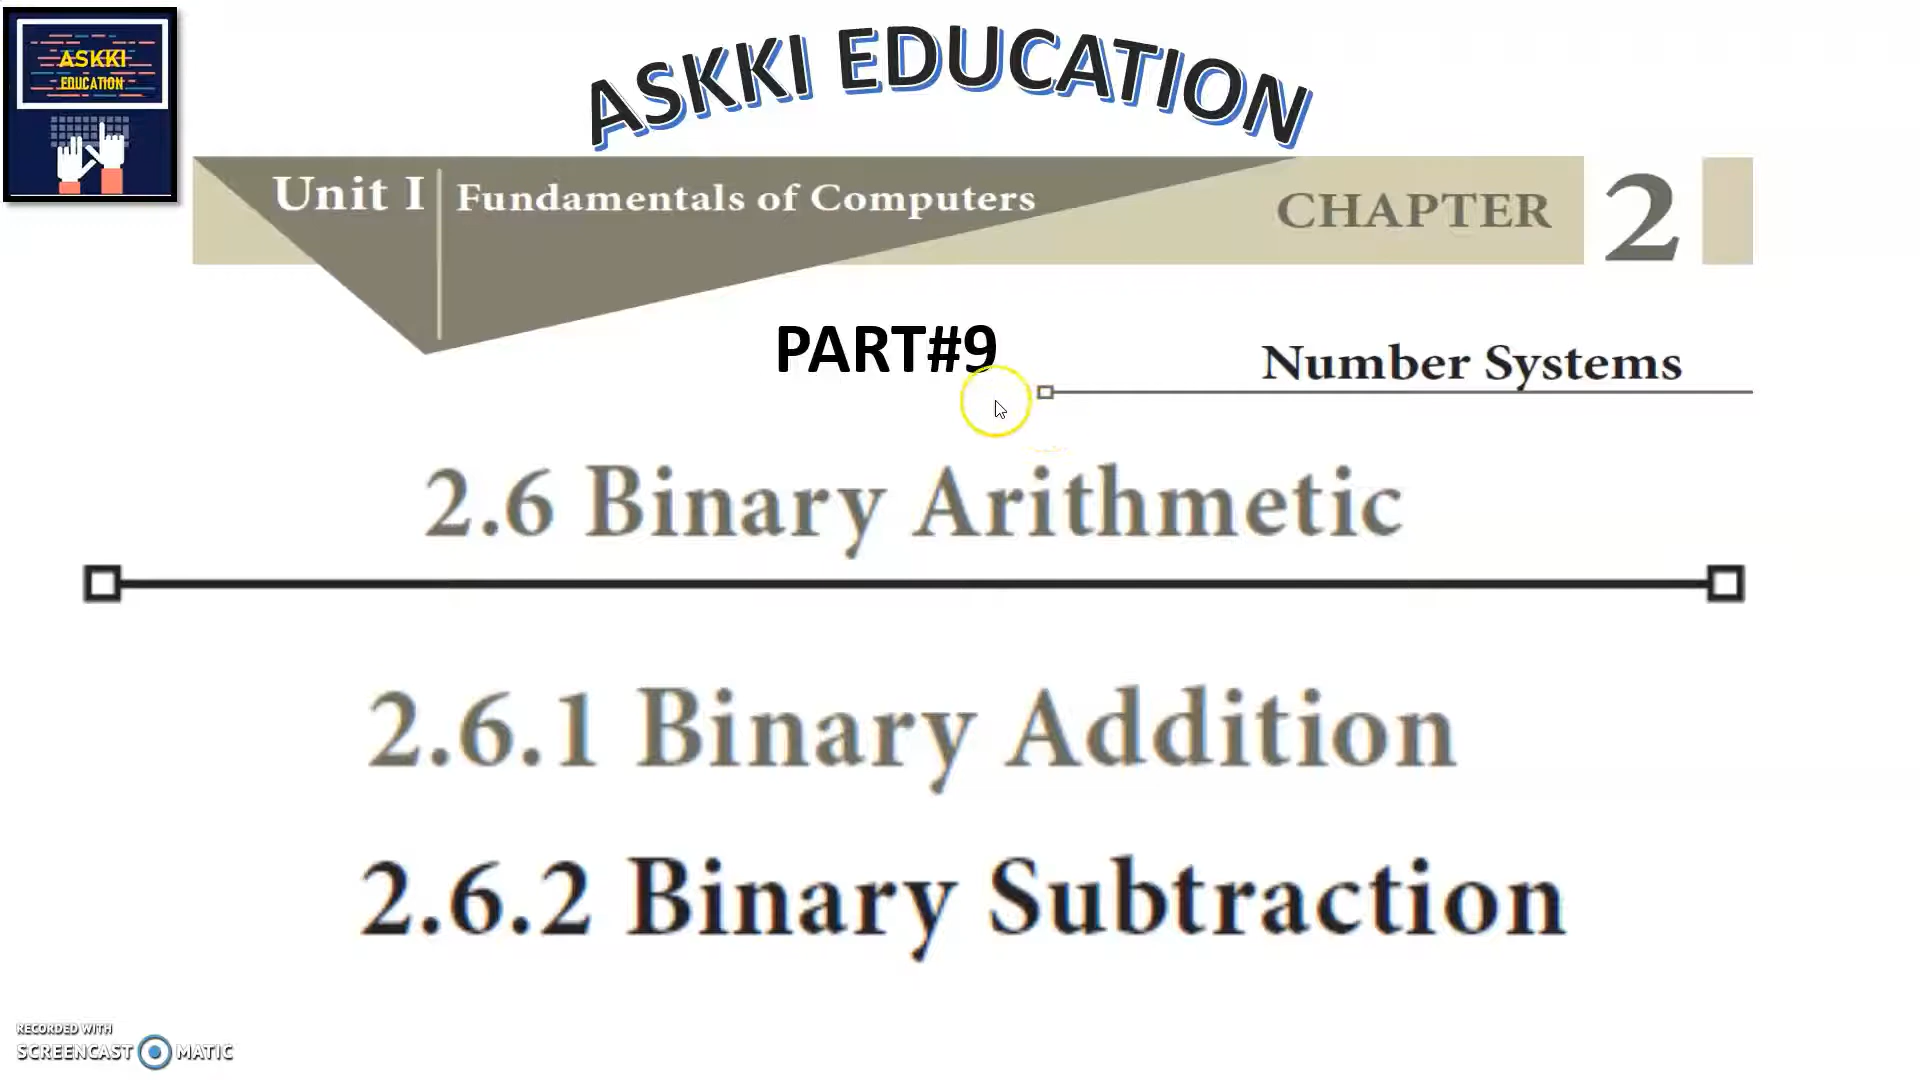 ASKKI
EDUCATION
ASKKI EDUCATION
Unit I
Fundamentals of Computers
CHAPTER 2
PART#9
Number Systems
2.6 Binary Arithmetic
2.6.1 Binary Addition
2.6.2 Binary Subtraction
RECORDED WITH
SCREENCAST MATIC